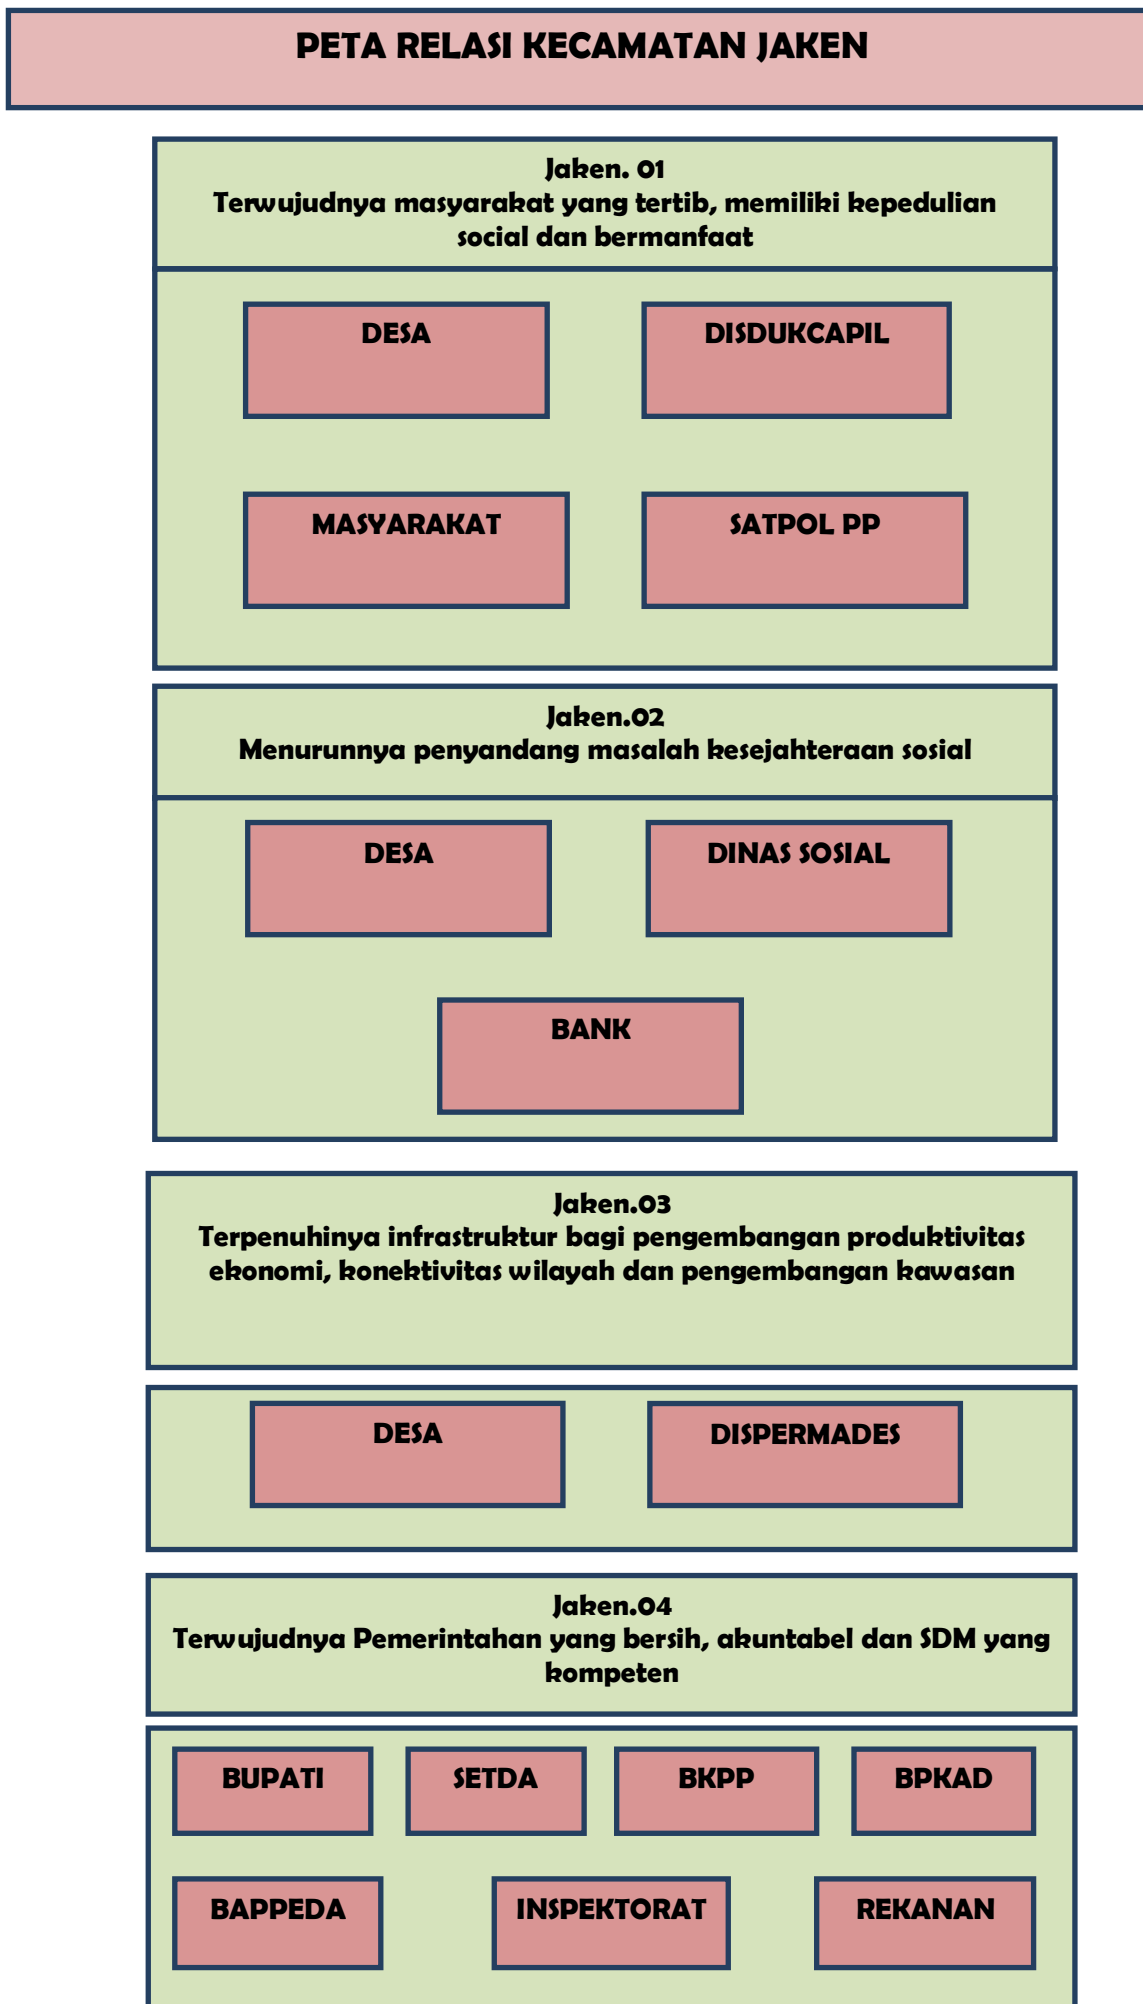 PETA RELASI KECAMATAN JAKEN
Jaken. 01
Terwujudnya masyarakat yang tertib, memiliki kepedulian
social dan bermanfaat
DESA
DISDUKCAPIL
MASYARAKAT
SATPOL PP
Jaken.02
Menurunnya penyandang masalah kesejahteraan sosial
DESA
DINAS SOSIAL
BANK
Jaken.03
Terpenuhinya infrastruktur bagi pengembangan produktivitas
ekonomi, konektivitas wilayah dan pengembangan kawasan
DESA
DISPERMADES
Jaken.04
Terwujudnya Pemerintahan yang bersih, akuntabel dan SDM yang
kompeten
BUPATI
SETDA
BKPP
BPKAD
BAPPEDA
INSPEKTORAT
REKANAN